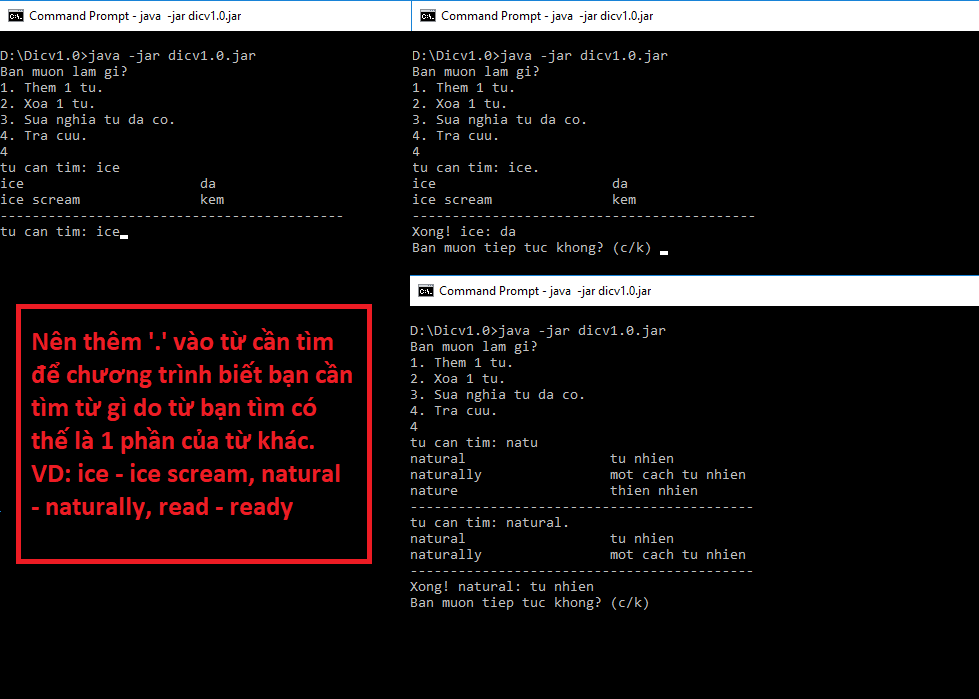 Command Prompt - java -jar dicv1.0.jar
D:\Dicv1.0>java -jar dicv1.0.jar
Ban muon lam gi?
1. Them 1 tu.
2. Xoa 1 tu.
3. Sua nghia tu da co.
4. Tra cuu.
4
tu can tim: ice
ice da
ice scream kem
-------------------------------------------
tu can tim: ice
Nên thêm '.' vào từ cần tìm
để chương trình biết bạn cần
tìm từ gì do từ bạn tìm có
thế là 1 phần của từ khác.
VD: ice - ice scream, natural
- naturally, read - ready
Command Prompt - java -jar dicv1.0.jar
D:\Dicv1.0>java -jar dicv1.0.jar
Ban muon lam gi?
1. Them 1 tu.
2. Xoa 1 tu.
3. Sua nghia tu da co.
4. Tra cuu.
4
tu can tim: ice.
ice da
ice scream kem
-------------------------------------------
Xong! ice: da
Ban muon tiep tuc khong? (c/k)
Command Prompt - java -jar dicv1.0.jar
D:\Dicv1.0>java -jar dicv1.0.jar
Ban muon lam gi?
1. Them 1 tu.
2. Xoa 1 tu.
3. Sua nghia tu da co.
4. Tra cuu.
4
tu can tim: natu
natural tu nhien
naturally mot cach tu nhien
nature thien nhien
-------------------------------------------
tu can tim: natural.
natural tu nhien
naturally mot cach tu nhien
-------------------------------------------
Xong! natural: tu nhien
Ban muon tiep tuc khong? (c/k)